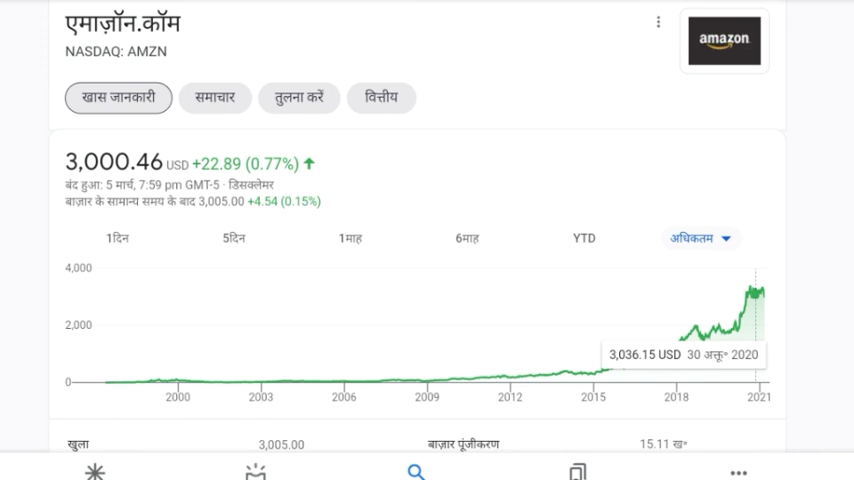 एमाज़ॉन.कॉम
NASDAQ: AMZN
amazon
खास जानकारी समाचार तुलना करें वित्तीय
3,000.46 USD +22.89 (0.77%) ↑
बंद हुआ: 5 मार्च, 7:59 pm GMT-5 · डिसक्लेमर
बाज़ार के सामान्य समय के बाद 3,005.00 +4.54 (0.15%)
1दिन 5दिन 1माह 6माह YTD अधिकतम
4,000
2,000
3,036.15 USD 30 अक्तू॰ 2020
0
2000 2003 2006 2009 2012 2015 2018 2021
खुला 3,005.00 बाज़ार पूंजीकरण 15.11 ख॰